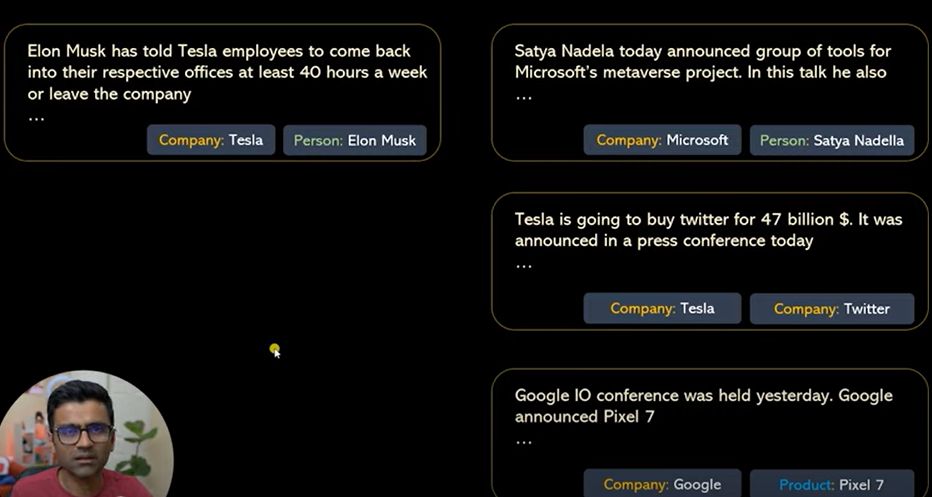 Elon Musk has told Tesla employees to come back
into their respective offices at least 40 hours a week
or leave the company
...
Company: Tesla
Person: Elon Musk
Satya Nadela today announced group of tools for
Microsoft's metaverse project. In this talk he also
...
Company: Microsoft
Person: Satya Nadella
Tesla is going to buy twitter for 47 billion $. It was
announced in a press conference today
...
Company: Tesla
Company: Twitter
Google IO conference was held yesterday. Google
announced Pixel 7
...
Company: Google
Product: Pixel 7